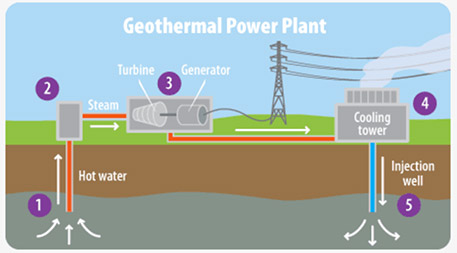 Geothermal Power Plant
Turbine
3
Generator
2
Steam
4
Cooling
tower
Hot water
Injection
well
1
5